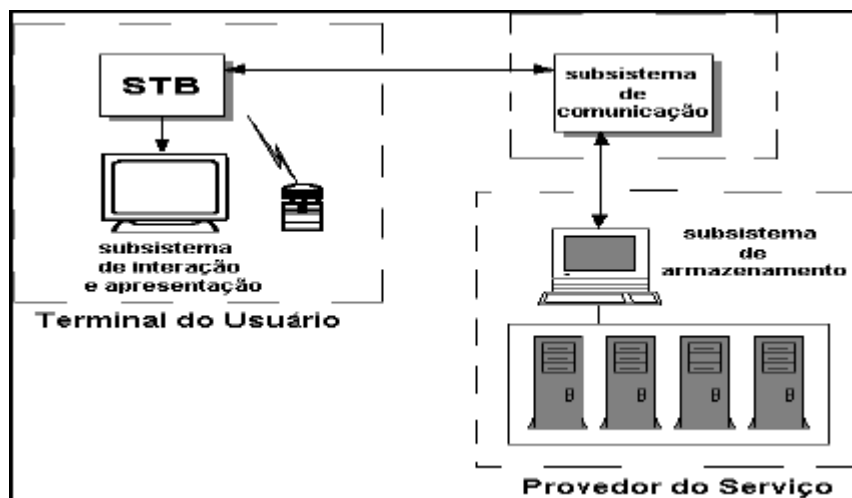 STB
subsistema
de
comunicação
subsistema
de interação
e apresentação
Terminal do Usuário
subsistema
de
armazenamento
Provedor do Serviço